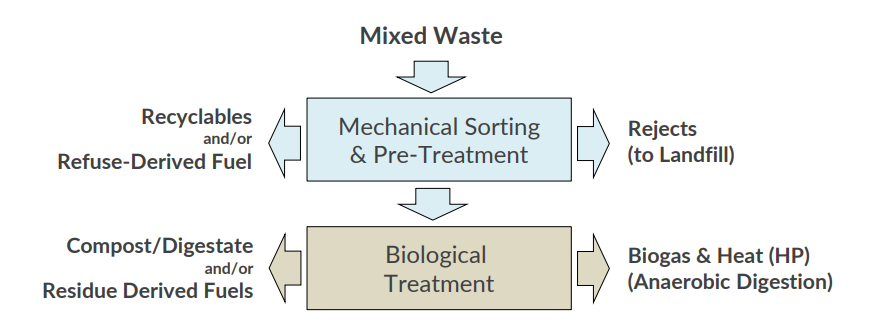 Mixed Waste
Recyclables
and/or
Refuse-Derived Fuel
Mechanical Sorting
& Pre-Treatment
Rejects
(to Landfill)
Compost/Digestate
and/or
Residue Derived Fuels
Biological
Treatment
Biogas & Heat (HP)
(Anaerobic Digestion)